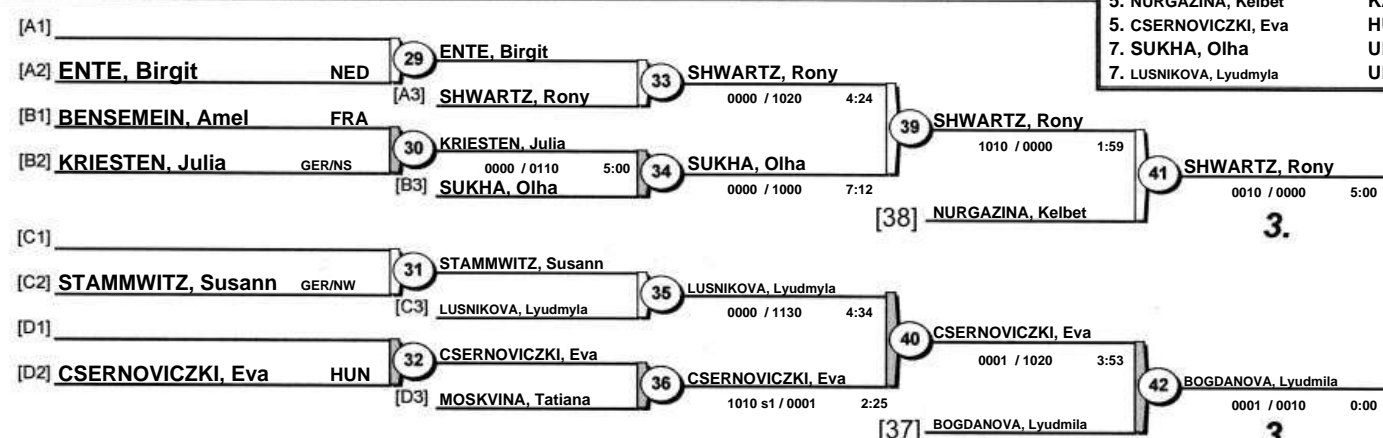 5. NURGAZINA, Kelbet
5. CSERNOVICZKI, Eva
7. SUKHA, Olha
7. LUSNIKOVA, Lyudmyla
[A1]
[A2] ENTE, Birgit NED
29
ENTE, Birgit
[A3] SHWARTZ, Rony
33
SHWARTZ, Rony
0000 / 1020 4:24
[B1] BENSEMEIN, Amel FRA
[B2] KRIESTEN, Julia GER/NS
30
KRIESTEN, Julia
0000 / 0110 5:00
[B3] SUKHA, Olha
34
SUKHA, Olha
0000 / 1000 7:12
39
SHWARTZ, Rony
1010 / 0000 1:59
[38] NURGAZINA, Kelbet
41
SHWARTZ, Rony
0010 / 0000 5:00
3.
[C1]
[C2] STAMMWITZ, Susann GER/NW
31
STAMMWITZ, Susann
[C3] LUSNIKOVA, Lyudmyla
35
LUSNIKOVA, Lyudmyla
0000 / 1130 4:34
[D1]
[D2] CSERNOVICZKI, Eva HUN
32
CSERNOVICZKI, Eva
[D3] MOSKVINA, Tatiana
36
CSERNOVICZKI, Eva
1010 s1 / 0001 2:25
40
CSERNOVICZKI, Eva
0001 / 1020 3:53
[37] BOGDANOVA, Lyudmila
42
BOGDANOVA, Lyudmila
0001 / 0010 0:00
3